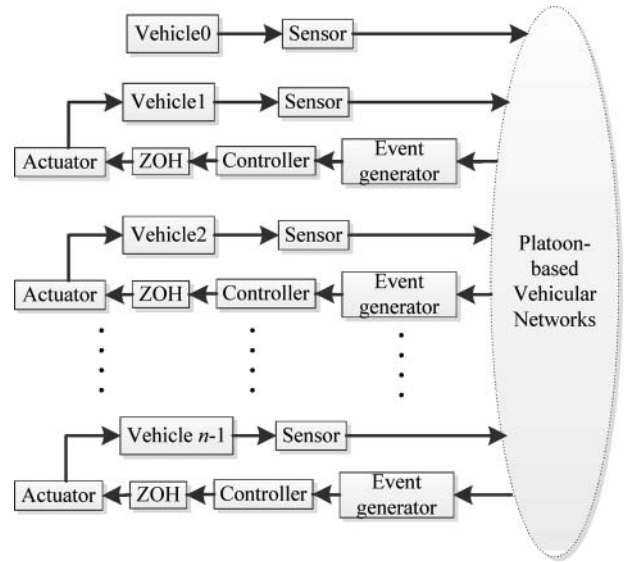 Vehicle0 Sensor
Vehicle1 Sensor
Actuator ZOH Controller Event generator
Vehicle2 Sensor
Actuator ZOH Controller Event generator
Platoon-
based
Vehicular
Networks
Vehicle n-1 Sensor
Actuator ZOH Controller Event generator